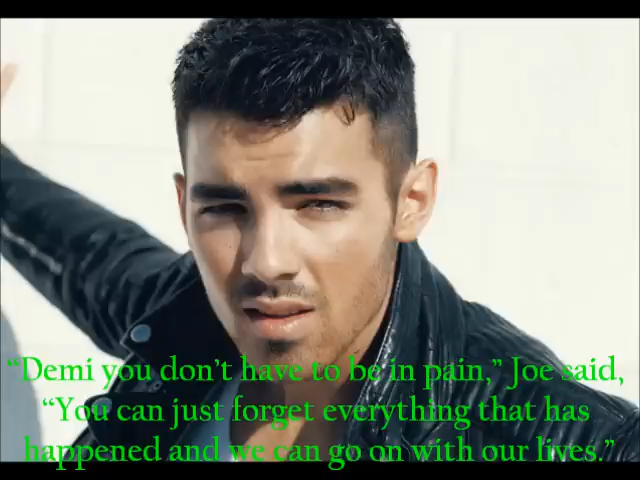 “Demi you don’t have to be in pain,” Joe said,
“You can just forget everything that has
happened and we can go on with our lives.”